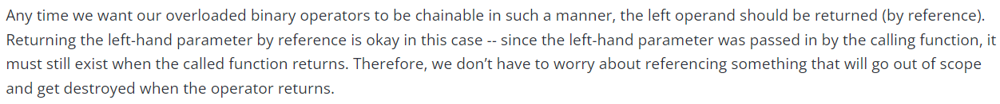 Any time we want our overloaded binary operators to be chainable in such a manner, the left operand should be returned (by reference).
Returning the left-hand parameter by reference is okay in this case -- since the left-hand parameter was passed in by the calling function, it
must still exist when the called function returns. Therefore, we don’t have to worry about referencing something that will go out of scope
and get destroyed when the operator returns.